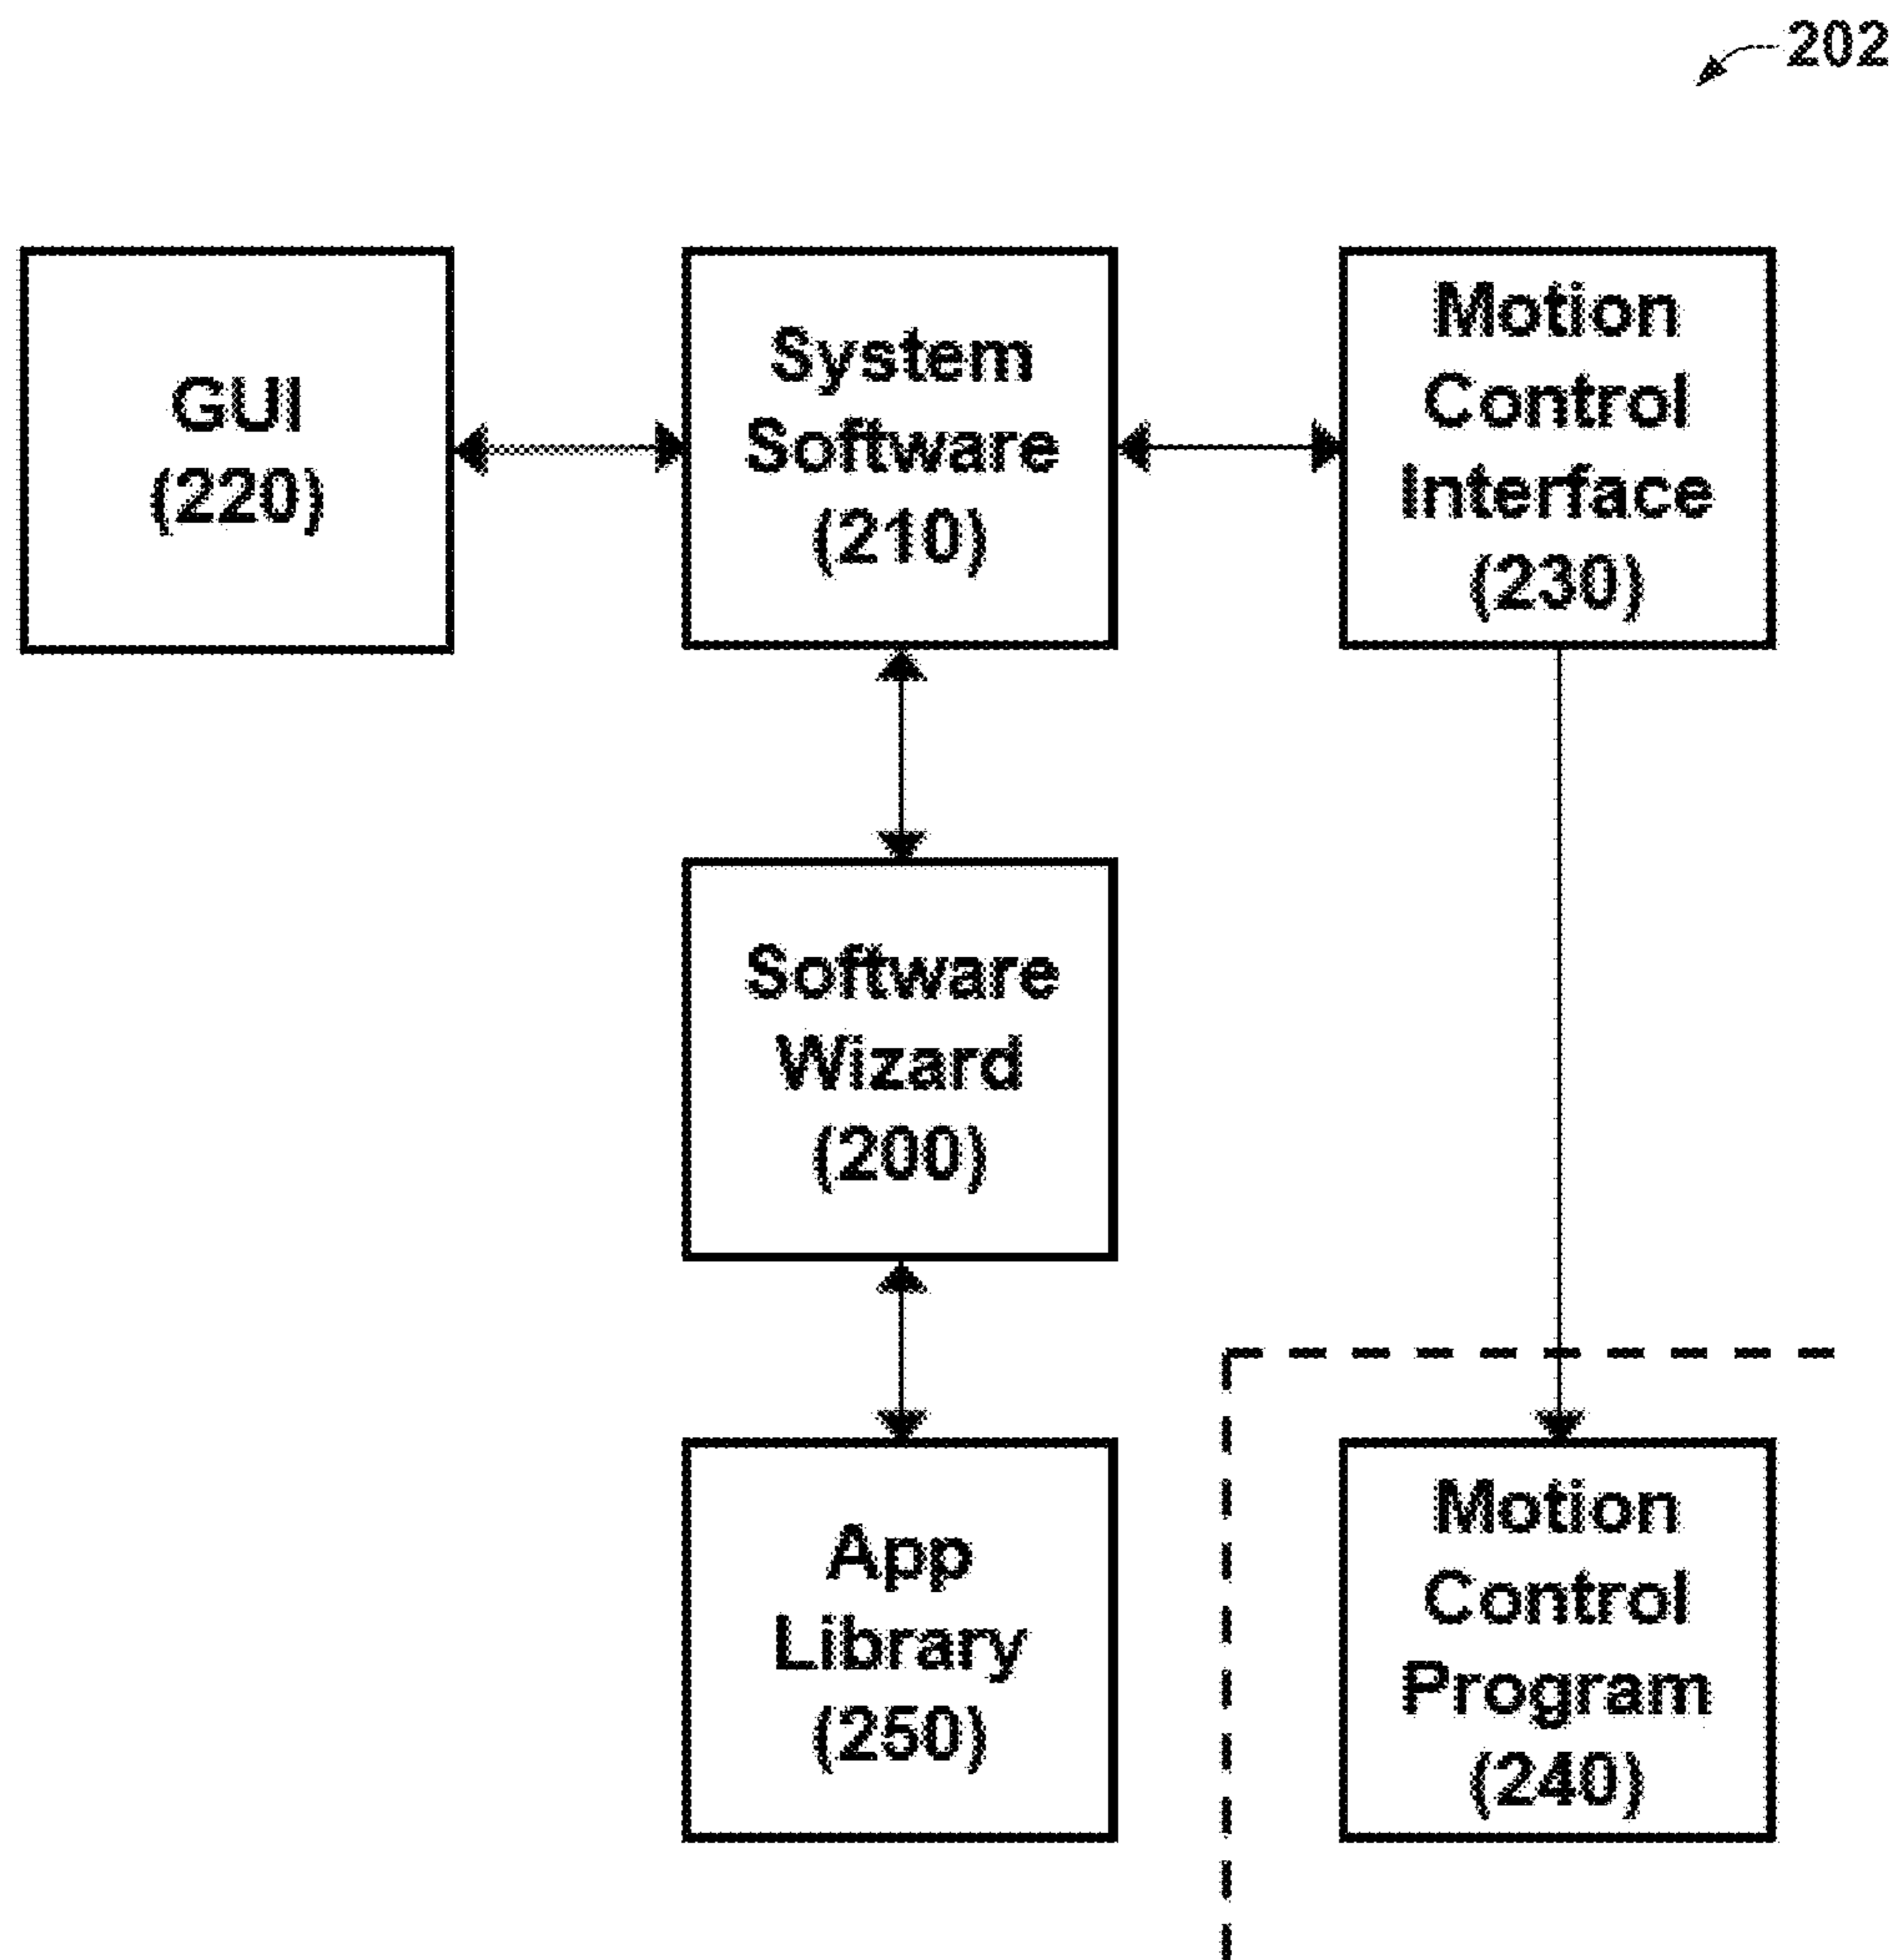 202
GUI
(220)
System
Software
(210)
Motion
Control
Interface
(230)
Software
Wizard
(200)
App
Library
(250)
Motion
Control
Program
(240)